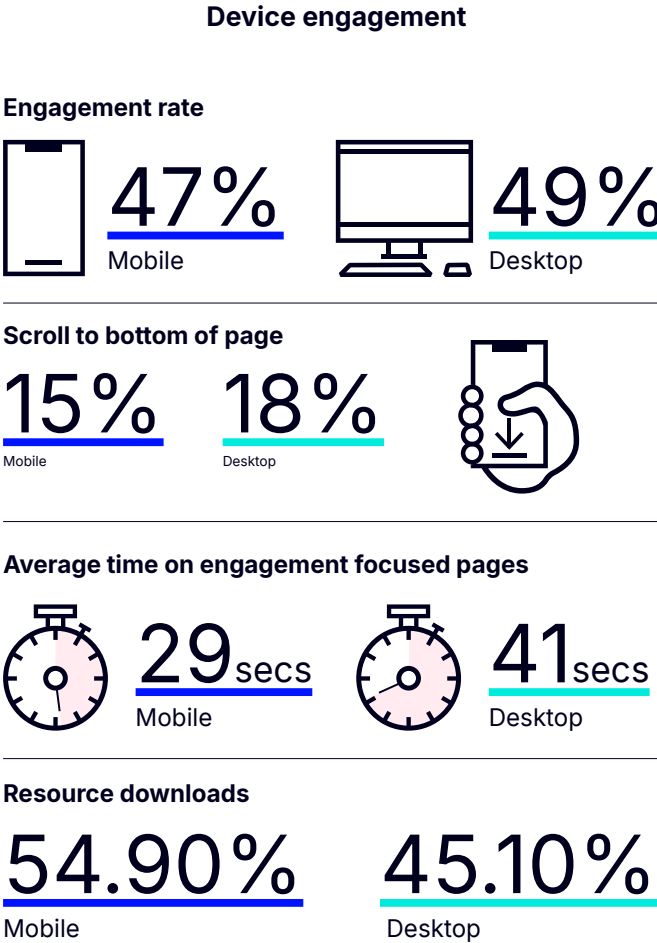 Device engagement
Engagement rate
47% 49%
Mobile Desktop
Scroll to bottom of page
15% 18%
Mobile Desktop
Average time on engagement focused pages
29secs 41secs
Mobile Desktop
Resource downloads
54.90% 45.10%
Mobile Desktop